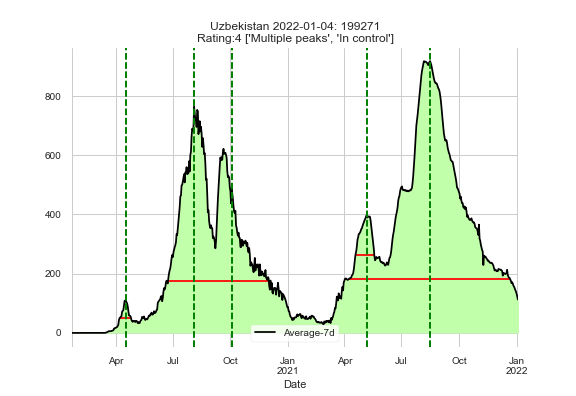 Uzbekistan 2022-01-04: 199271
Rating:4 ['Multiple peaks', 'In control']
800
600
400
200
0
Average-7d
Apr
Jul
Oct
Jan
2021
Apr
Jul
Oct
Jan
2022
Date